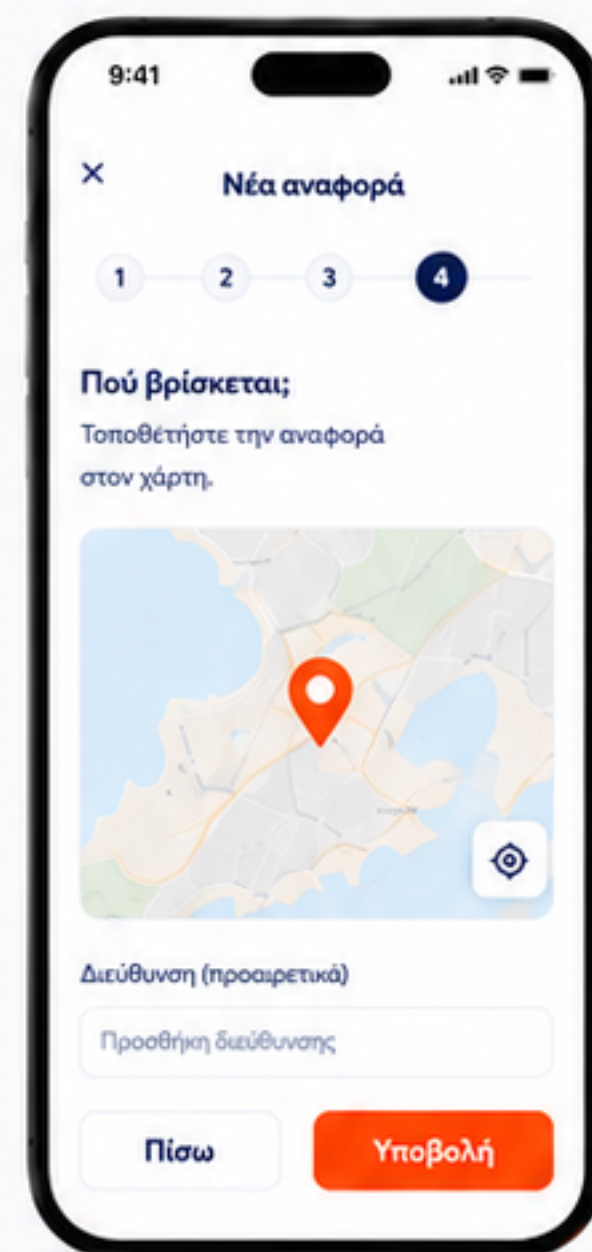 9:41
Νέα αναφορά
1 2 3 4
Πού βρίσκεται;
Τοποθέτήστε την αναφορά
στον χάρτη.
Διεύθυνση (προαιρετικά)
Προσθήκη διεύθυνσης
Πίσω Υποβολή